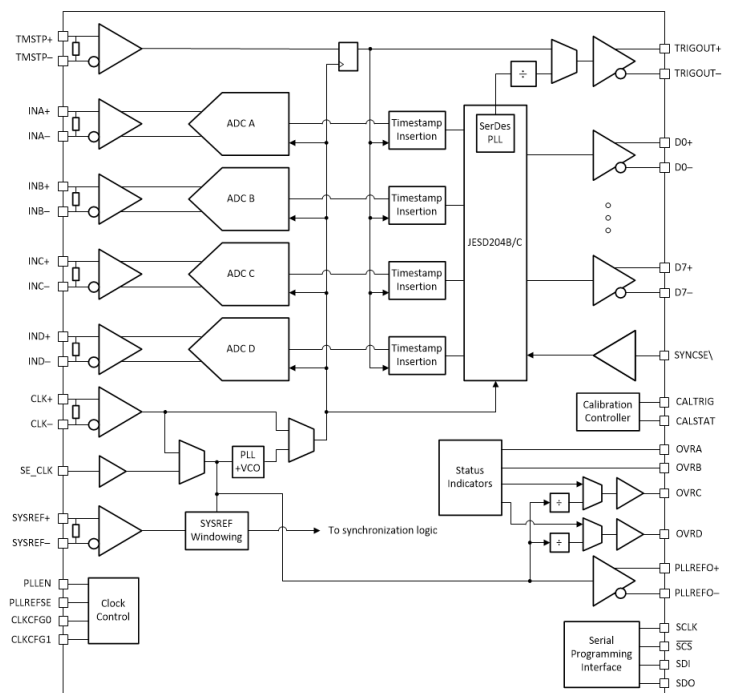 TMSTP+
TMSTP–
TRIGOUT+
TRIGOUT–
÷
INA+
INA–
ADC A
Timestamp
Insertion
SerDes
PLL
D0+
D0–
INB+
INB–
ADC B
Timestamp
Insertion
JESD204B/C
INC+
INC–
ADC C
Timestamp
Insertion
D7+
D7–
IND+
IND–
ADC D
Timestamp
Insertion
SYNCSE\
CLK+
CLK–
Calibration
Controller
CALTRIG
CALSTAT
SE_CLK
PLL
+VCO
Status
Indicators
OVRA
OVRB
OVRC
÷
SYSREF+
SYSREF–
SYSREF
Windowing
To synchronization logic
OVRD
÷
PLLREFO+
PLLREFO–
PLLEN
PLLREFSE
CLKCFG0
CLKCFG1
Clock
Control
Serial
Programming
Interface
SCLK
SCS
SDI
SDO